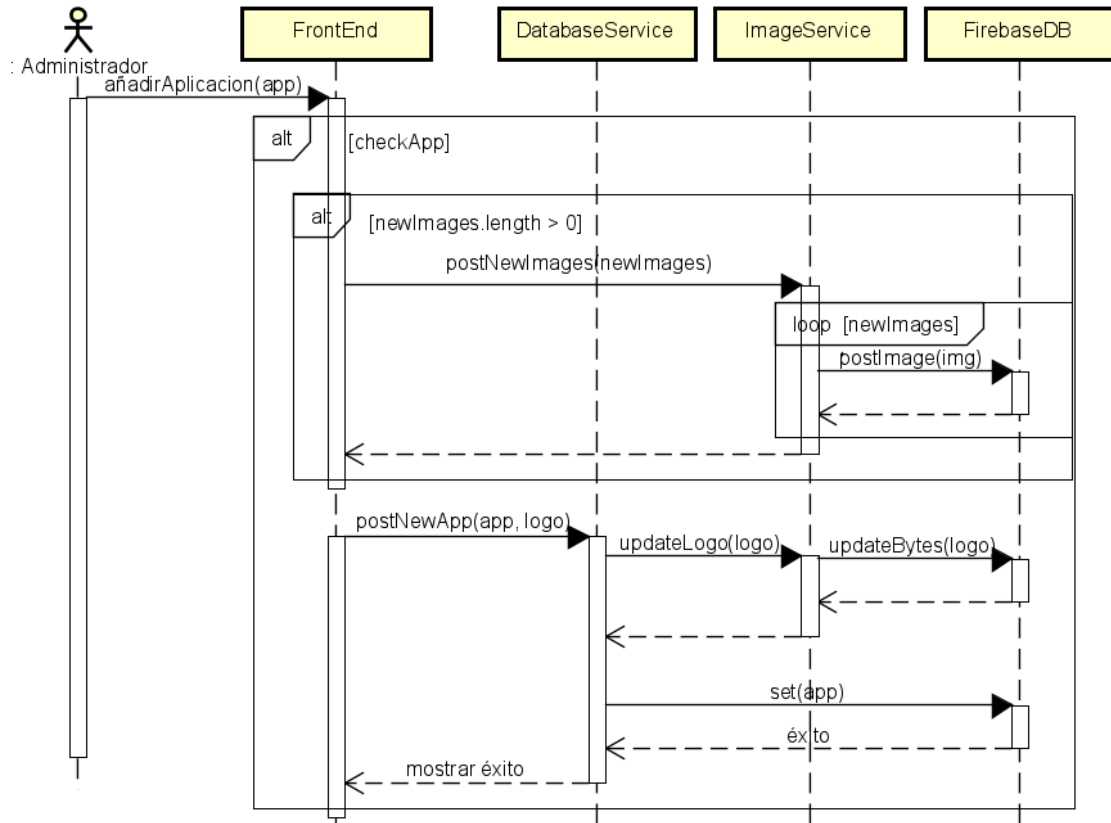 FrontEnd
DatabaseService
ImageService
FirebaseDB
: Administrador
añadirAplicacion(app)
alt
[checkApp]
alt
[newImages.length > 0]
postNewImages(newImages)
loop [newImages]
postImage(img)
postNewApp(app, logo)
updateLogo(logo)
updateBytes(logo)
set(app)
éxito
mostrar éxito